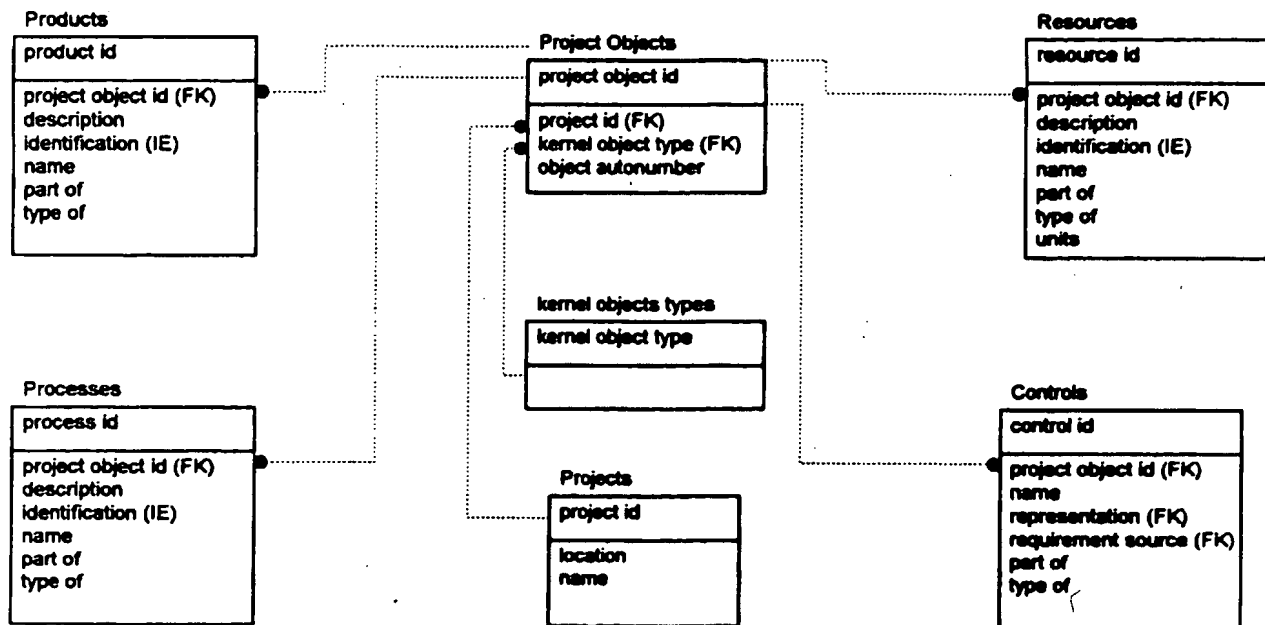 Products
product id
project object id (FK)
description
identification (IE)
name
part of
type of
Project Objects
project object id
project id (FK)
kernel object type (FK)
object autonumber
Resources
resource id
project object id (FK)
description
identification (IE)
name
part of
type of
units
kernel objects types
kernel object type
Processes
process id
project object id (FK)
description
identification (IE)
name
part of
type of
Projects
project id
location
name
Controls
control id
project object id (FK)
name
representation (FK)
requirement source (FK)
part of
type of